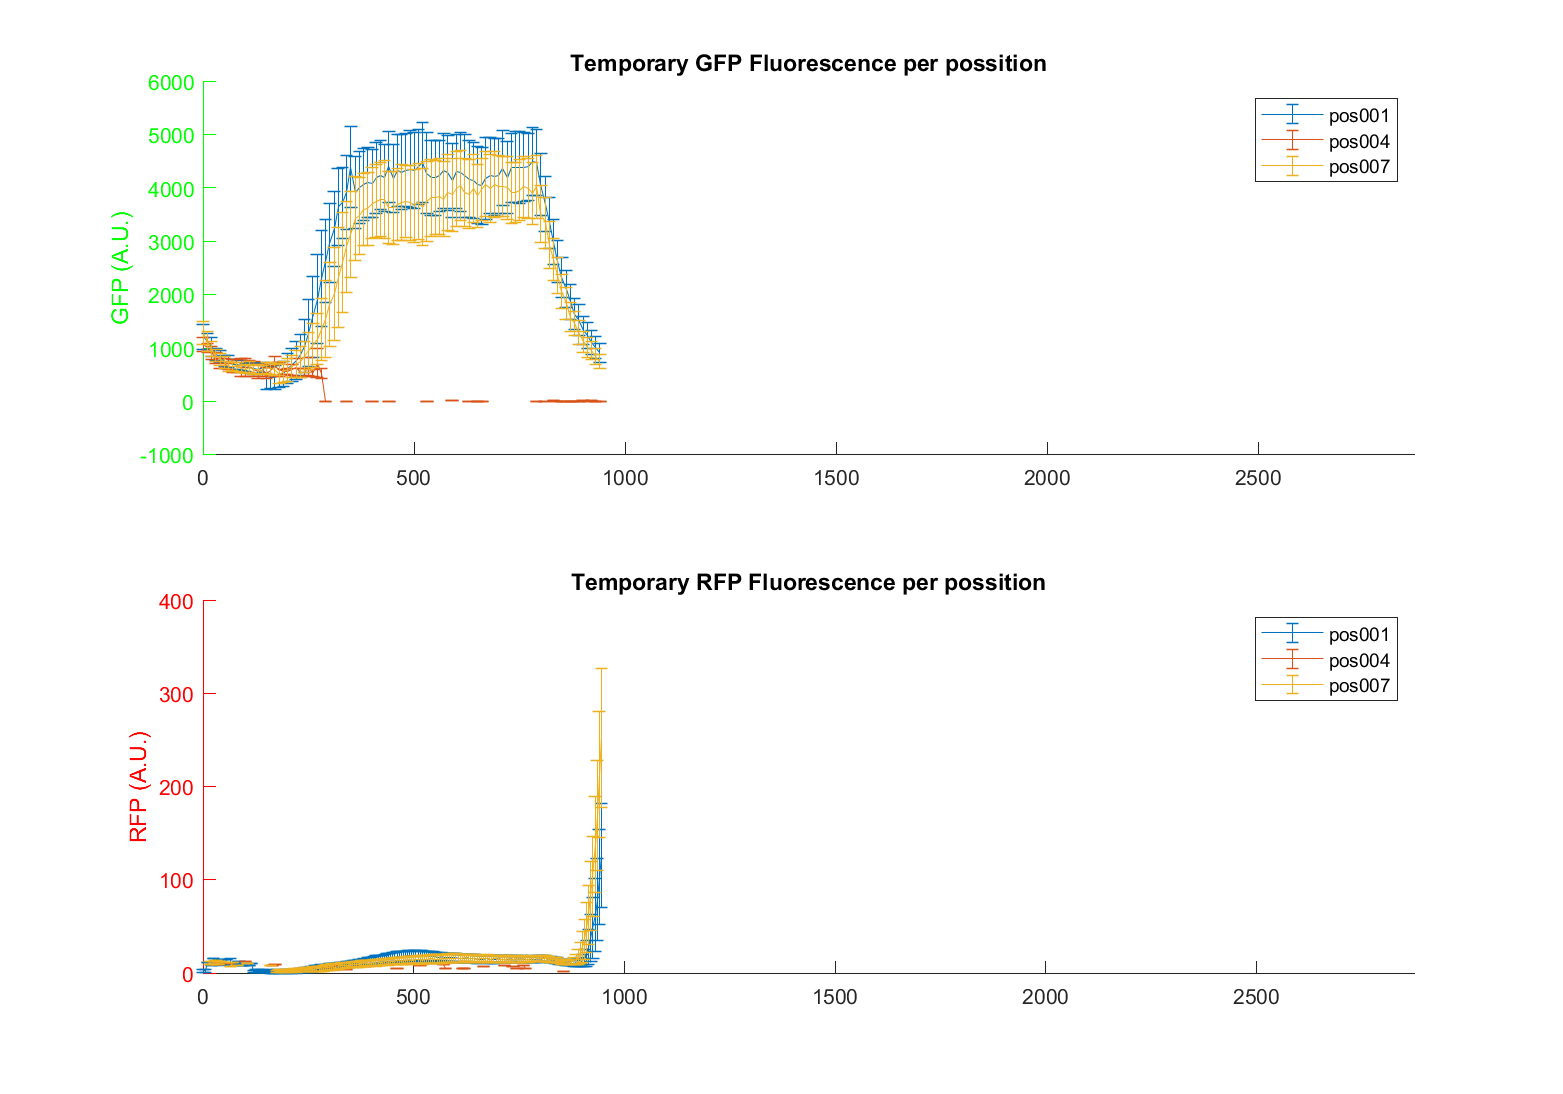 Temporary GFP Fluorescence per possition
6000
5000
4000
3000
2000
1000
0
-1000
GFP (A.U.)
0 500 1000 1500 2000 2500
pos001
pos004
pos007
Temporary RFP Fluorescence per possition
400
300
200
100
0
RFP (A.U.)
0 500 1000 1500 2000 2500
pos001
pos004
pos007